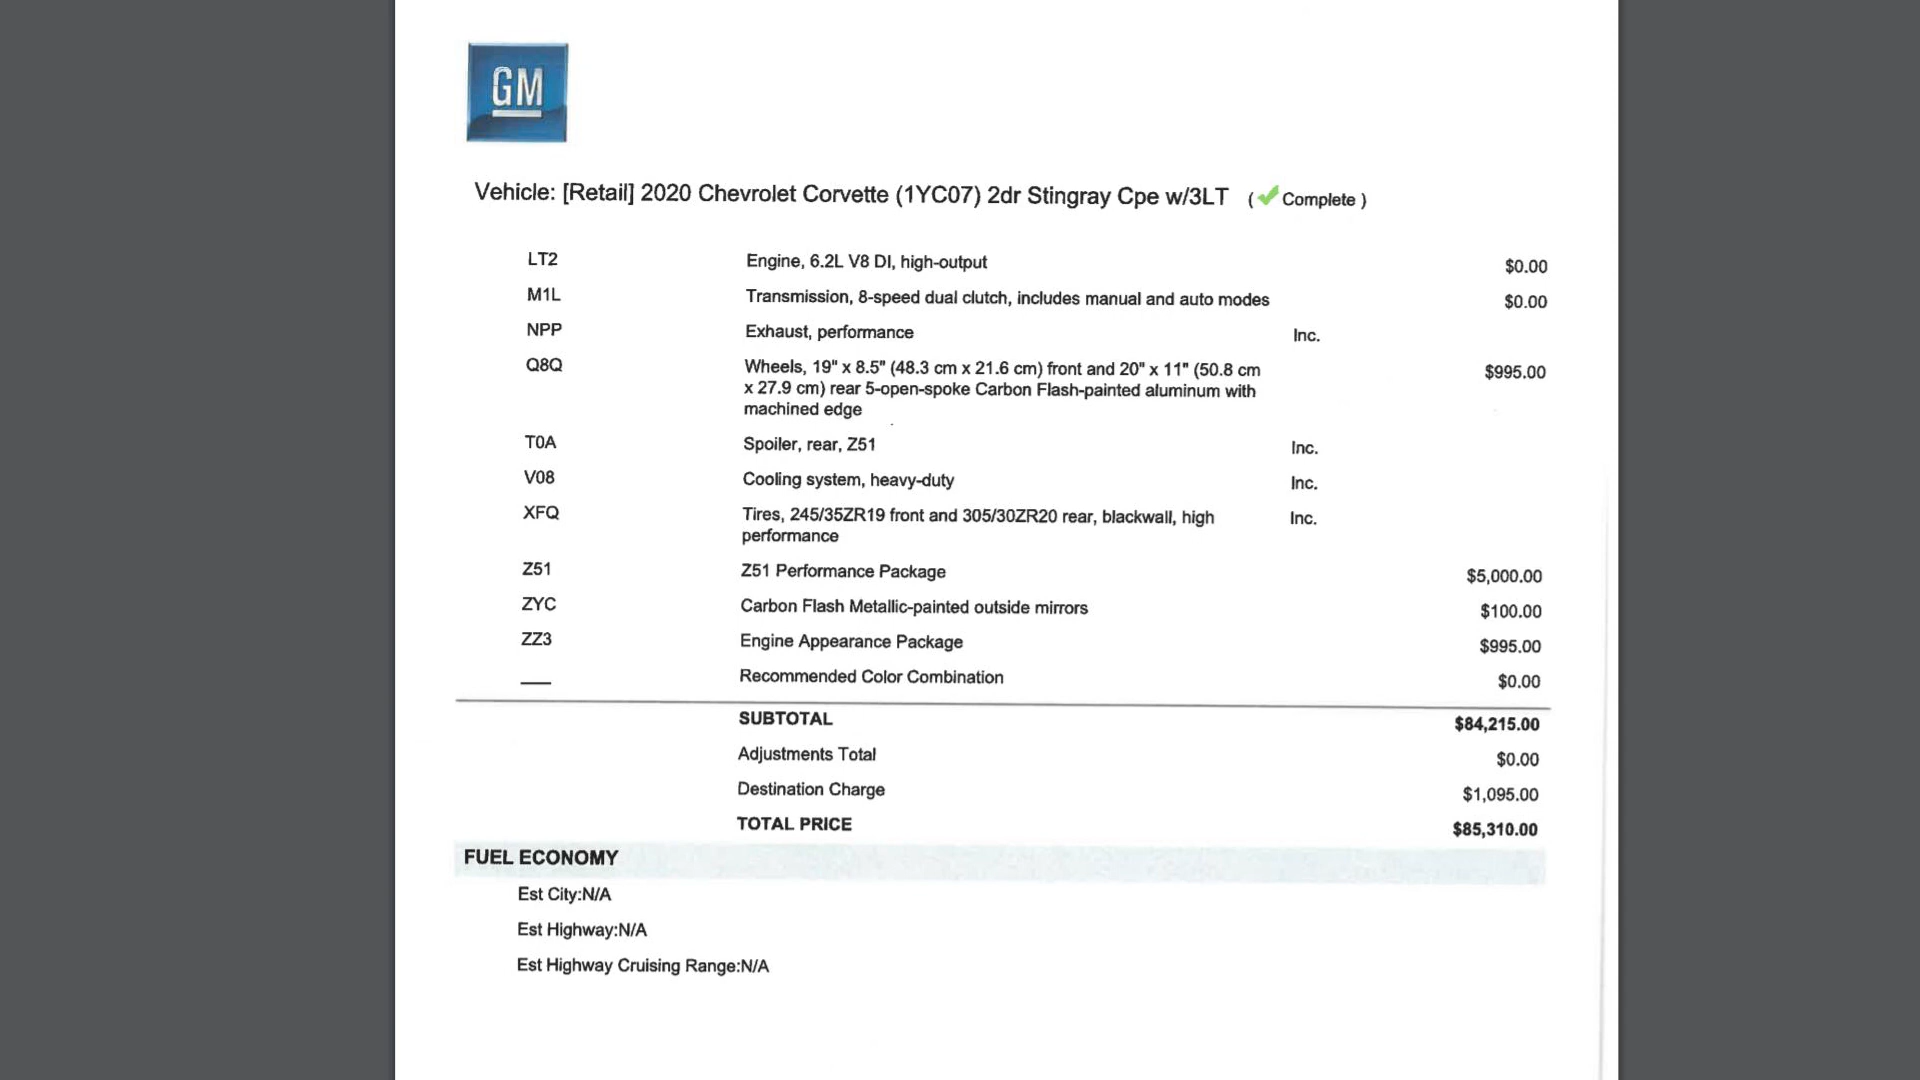 GM
Vehicle: [Retail] 2020 Chevrolet Corvette (1YC07) 2dr Stingray Cpe w/3LT ( Complete )
LT2 Engine, 6.2L V8 DI, high-output $0.00
M1L Transmission, 8-speed dual clutch, includes manual and auto modes $0.00
NPP Exhaust, performance Inc.
Q8Q Wheels, 19" x 8.5" (48.3 cm x 21.6 cm) front and 20" x 11" (50.8 cm $995.00
x 27.9 cm) rear 5-open-spoke Carbon Flash-painted aluminum with
machined edge
T0A Spoiler, rear, Z51 Inc.
V08 Cooling system, heavy-duty Inc.
XFQ Tires, 245/35ZR19 front and 305/30ZR20 rear, blackwall, high Inc.
performance
Z51 Z51 Performance Package $5,000.00
ZYC Carbon Flash Metallic-painted outside mirrors $100.00
ZZ3 Engine Appearance Package $995.00
___ Recommended Color Combination $0.00
SUBTOTAL $84,215.00
Adjustments Total $0.00
Destination Charge $1,095.00
TOTAL PRICE $85,310.00
FUEL ECONOMY
Est City:N/A
Est Highway:N/A
Est Highway Cruising Range:N/A